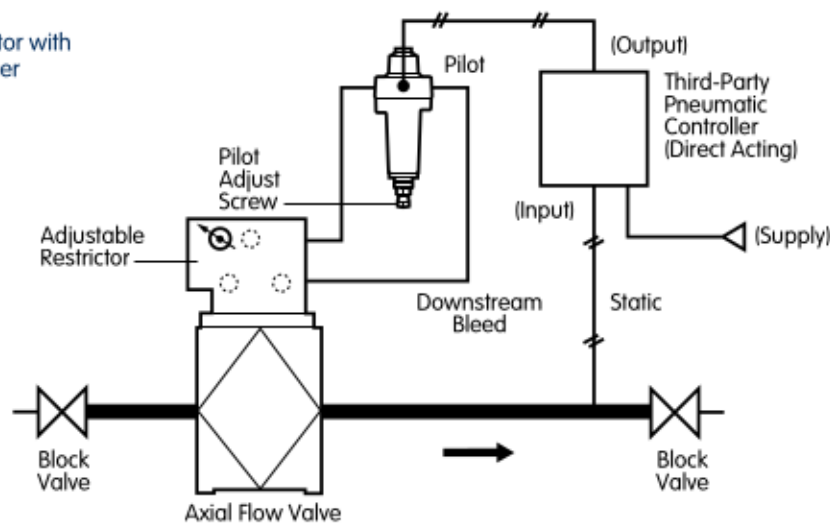 tor with
er
Pilot
(Output)
Third-Party
Pneumatic
Controller
(Direct Acting)
Pilot
Adjust
Screw
(Input)
(Supply)
Adjustable
Restrictor
Downstream
Bleed
Static
Block
Valve
Block
Valve
Axial Flow Valve